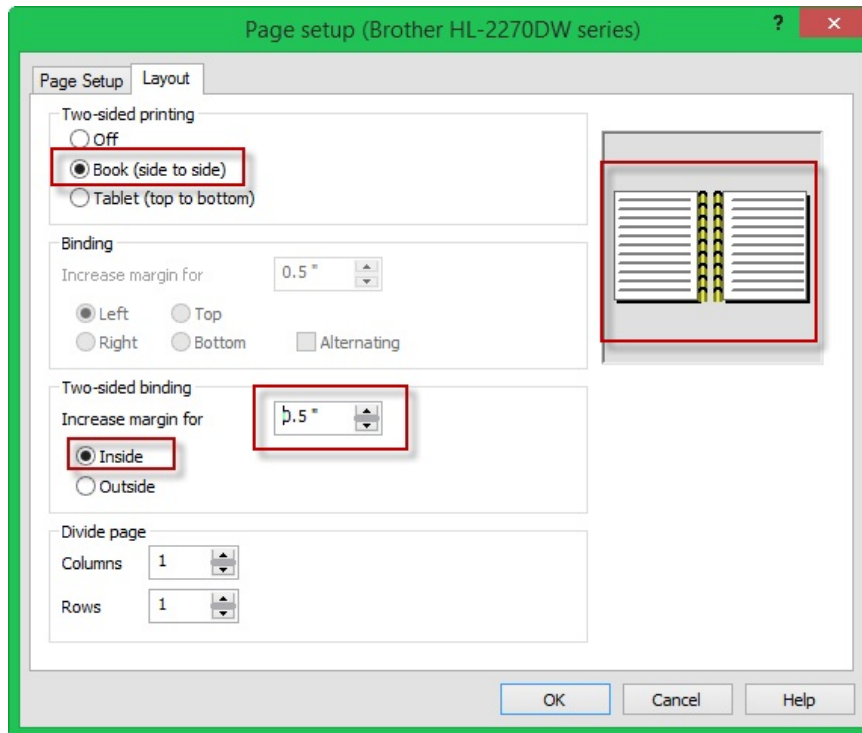 Page setup (Brother HL-2270DW series)
?
Page Setup Layout
Two-sided printing
Off
Book (side to side)
Tablet (top to bottom)
Binding
Increase margin for 0.5 "
Left Top
Right Bottom Alternating
Two-sided binding
Increase margin for 0.5 "
Inside
Outside
Divide page
Columns 1
Rows 1
OK Cancel Help